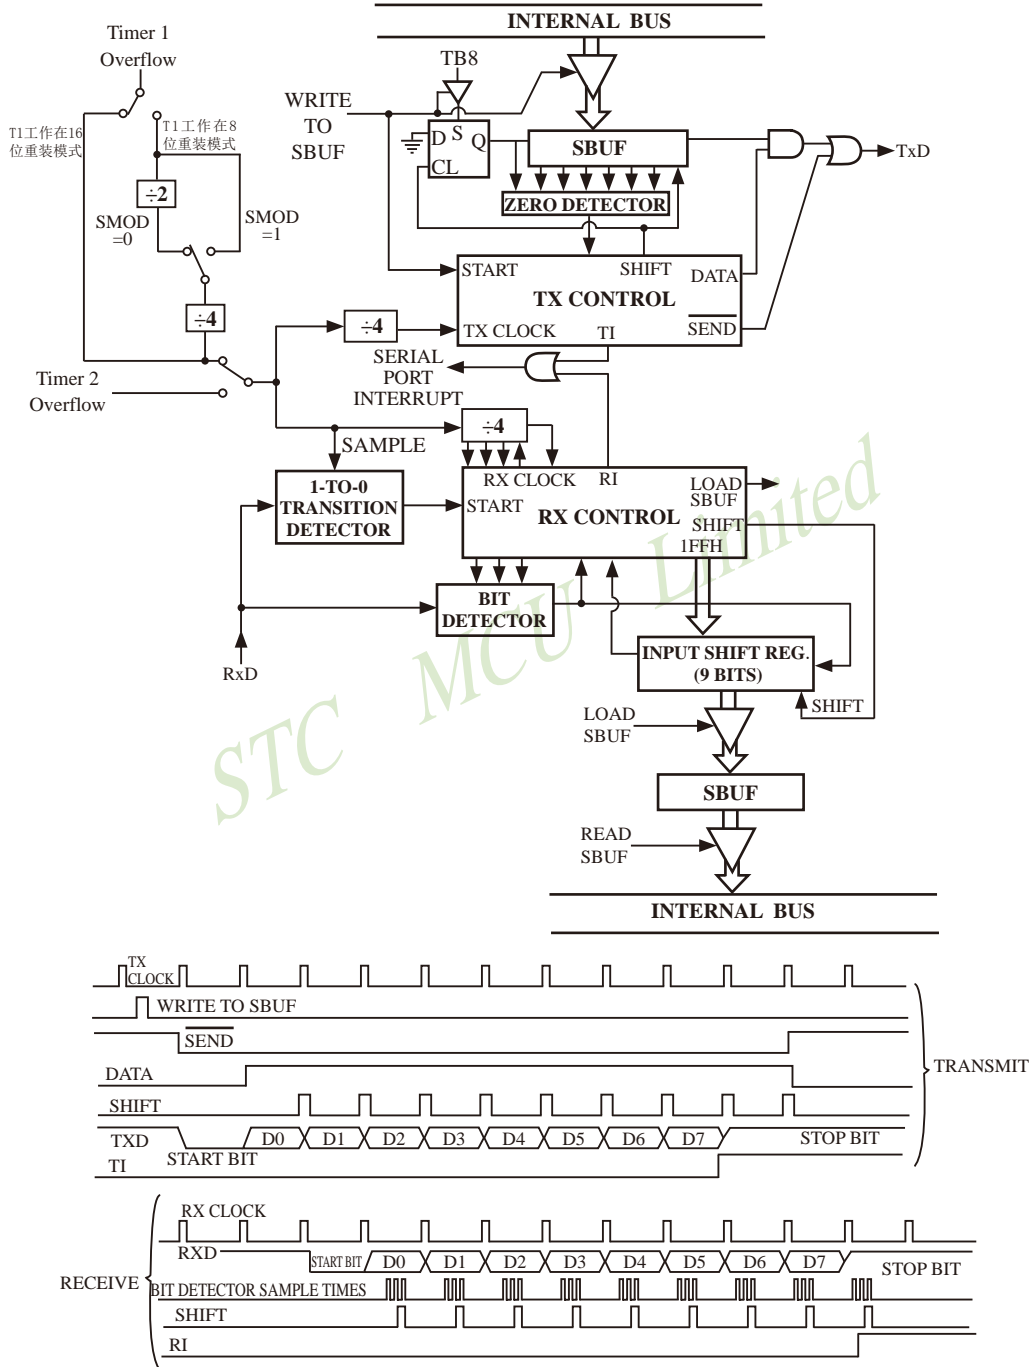 INTERNAL BUS
Timer 1
Overflow
TB8
WRITE
TO
SBUF
T1工作在16
位重装模式
T1工作在8
位重装模式
D S Q
CL
SBUF
TxD
÷2
ZERO DETECTOR
SMOD
=0
SMOD
=1
START
SHIFT
DATA
TX CONTROL
÷4
÷4
TX CLOCK
TI
SEND
SERIAL
PORT
INTERRUPT
Timer 2
Overflow
÷4
SAMPLE
1-TO-0
TRANSITION
DETECTOR
RX CLOCK
RI
LOAD
SBUF
START
RX CONTROL
SHIFT
1FFH
BIT
DETECTOR
RxD
INPUT SHIFT REG.
(9 BITS)
SHIFT
LOAD
SBUF
SBUF
READ
SBUF
INTERNAL BUS
STC MCU Limited
TX
CLOCK
WRITE TO SBUF
SEND
TRANSMIT
DATA
SHIFT
TXD
START BIT
D0 D1 D2 D3 D4 D5 D6 D7
STOP BIT
TI
RX CLOCK
RXD
START BIT
D0 D1 D2 D3 D4 D5 D6 D7
STOP BIT
RECEIVE
BIT DETECTOR SAMPLE TIMES
SHIFT
RI